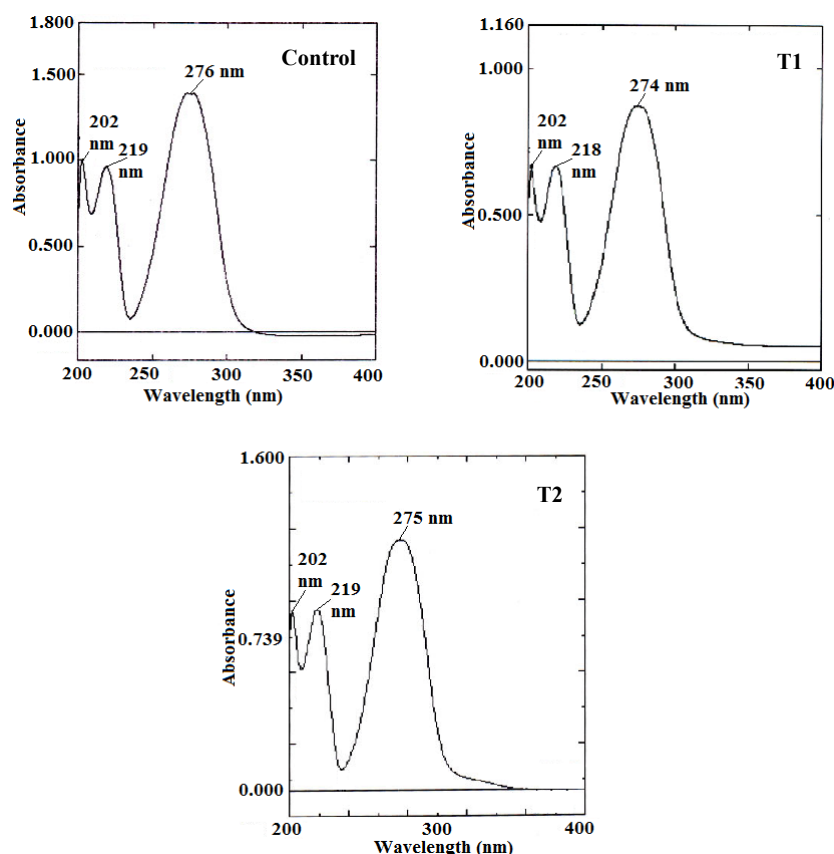 Control
1.800
1.500
1.000
0.500
0.000
Absorbance
276 nm
202
nm
219
nm
200
250
300
350
400
Wavelength (nm)
T1
1.160
1.000
0.500
0.000
Absorbance
274 nm
202
nm
218
nm
200
250
300
350
400
Wavelength (nm)
T2
1.600
0.739
0.000
Absorbance
275 nm
202
nm
219
nm
200
300
400
Wavelength (nm)